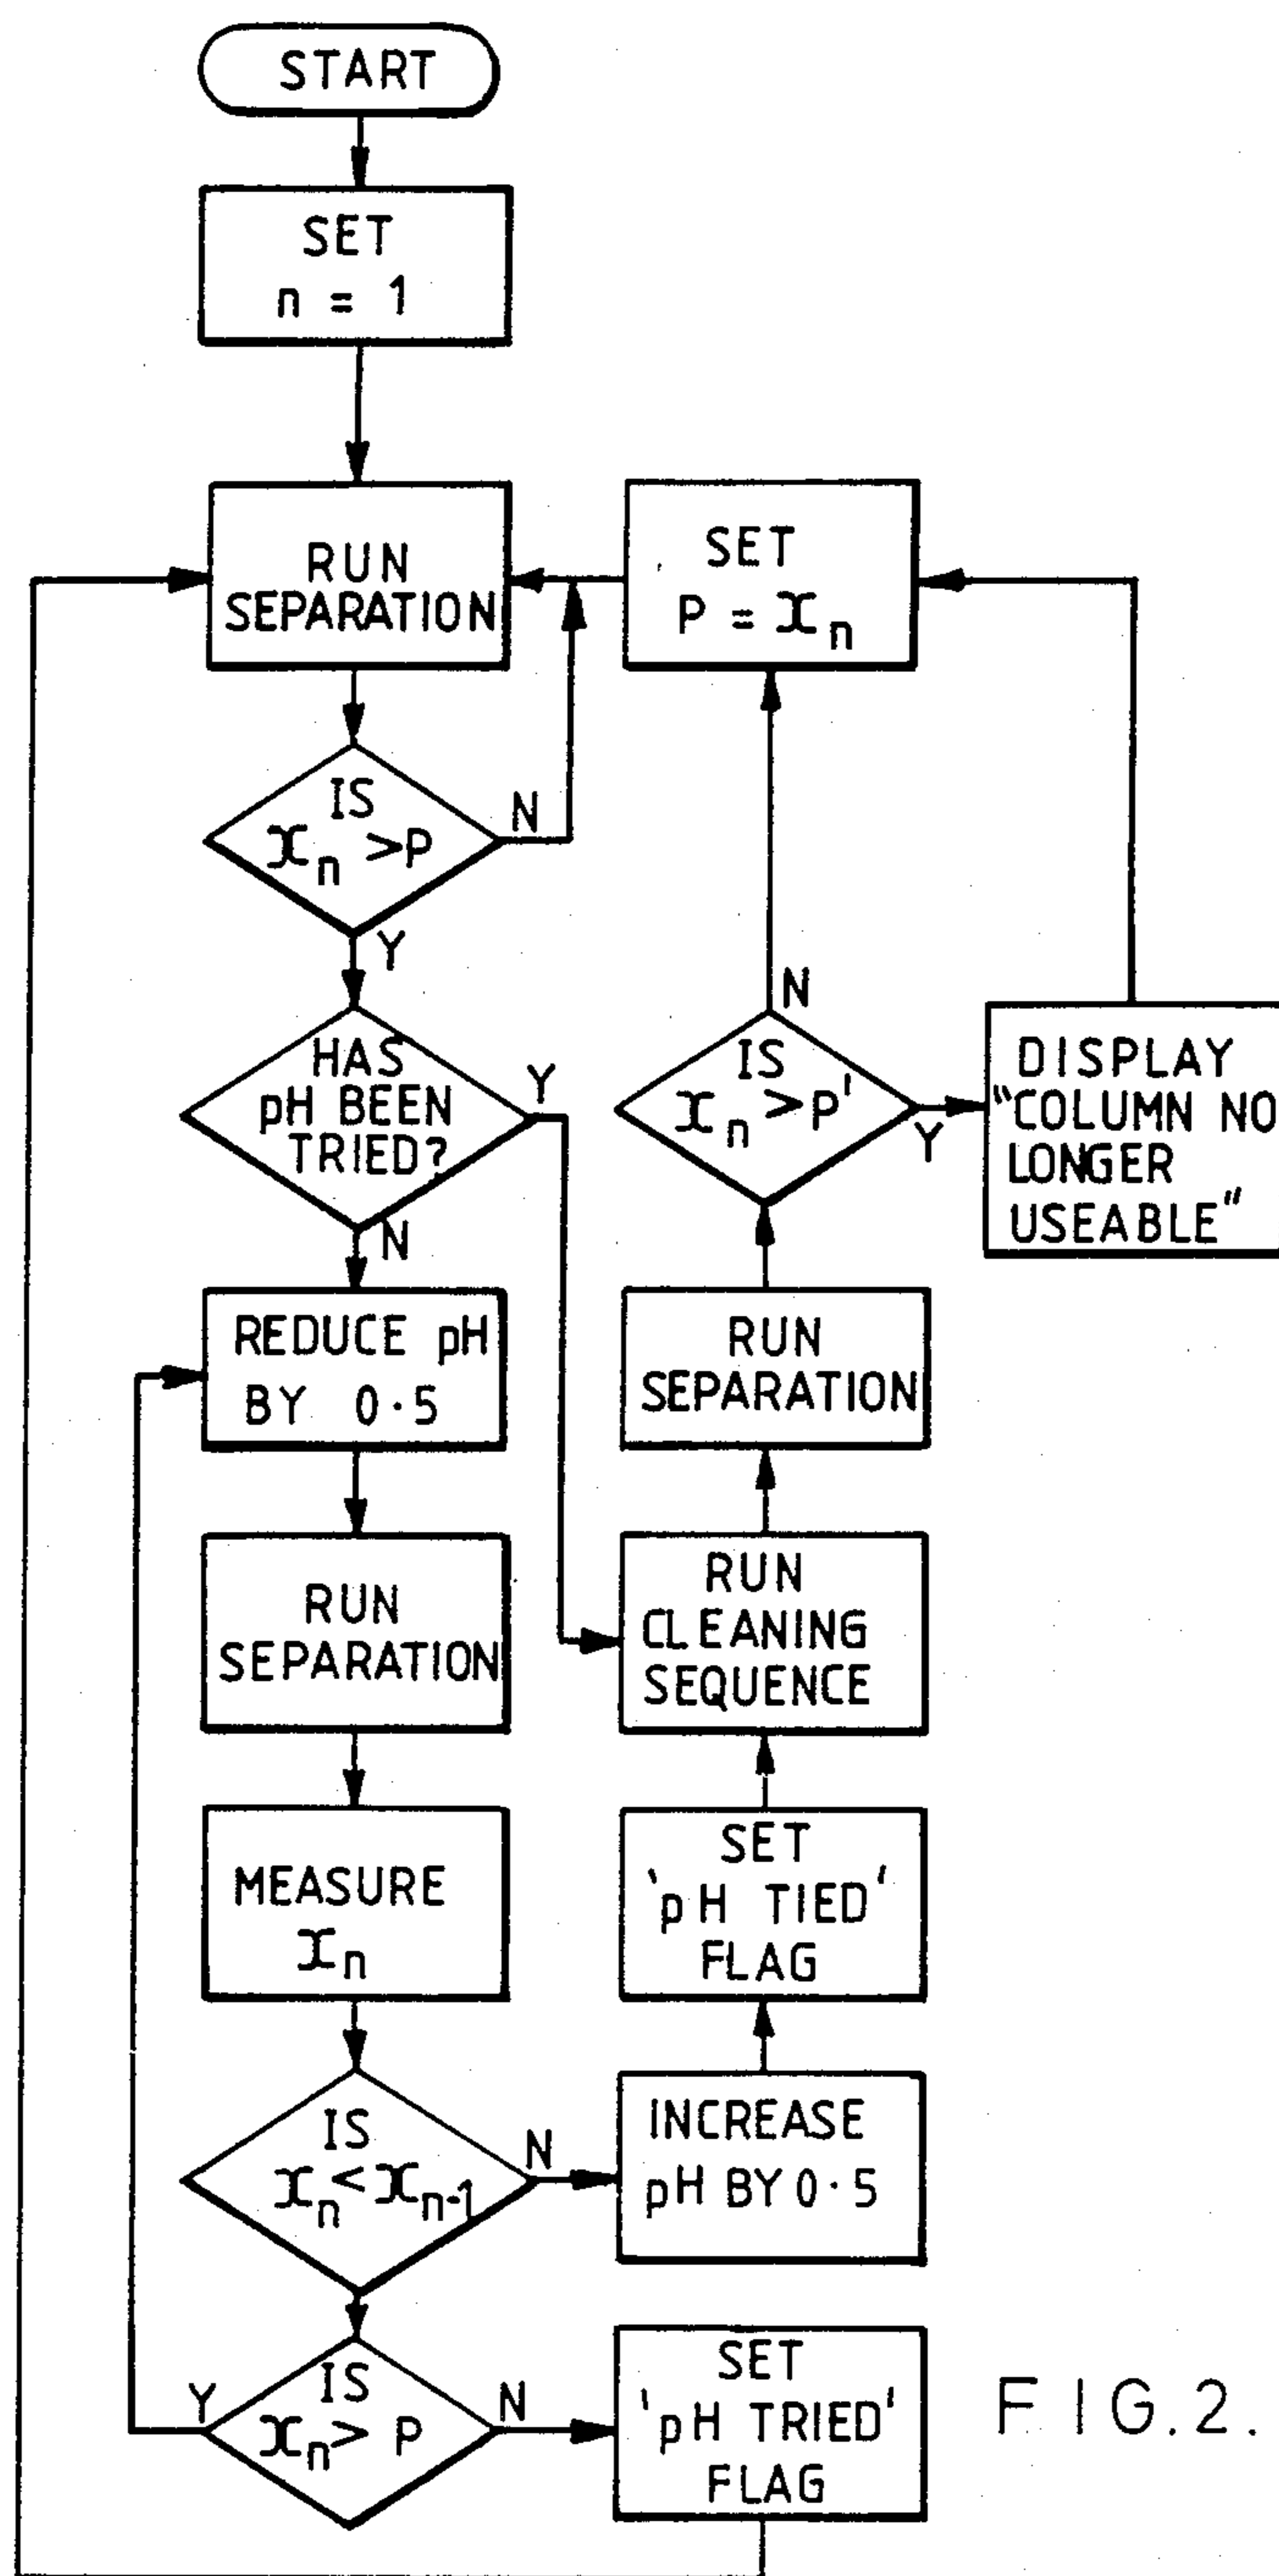 START
SET
n = 1
RUN
SEPARATION
SET
P = xn
IS
xn >P
N
Y
HAS
pH BEEN
TRIED?
Y
N
IS
xn >P'
N
Y
DISPLAY
"COLUMN NO
LONGER
USEABLE"
REDUCE pH
BY 0·5
RUN
SEPARATION
RUN
SEPARATION
RUN
CLEANING
SEQUENCE
MEASURE
xn
SET
'pH TIED'
FLAG
IS
xn < xn-1
N
INCREASE
pH BY 0·5
IS
xn > P
Y
N
SET
'pH TRIED'
FLAG
FIG.2.